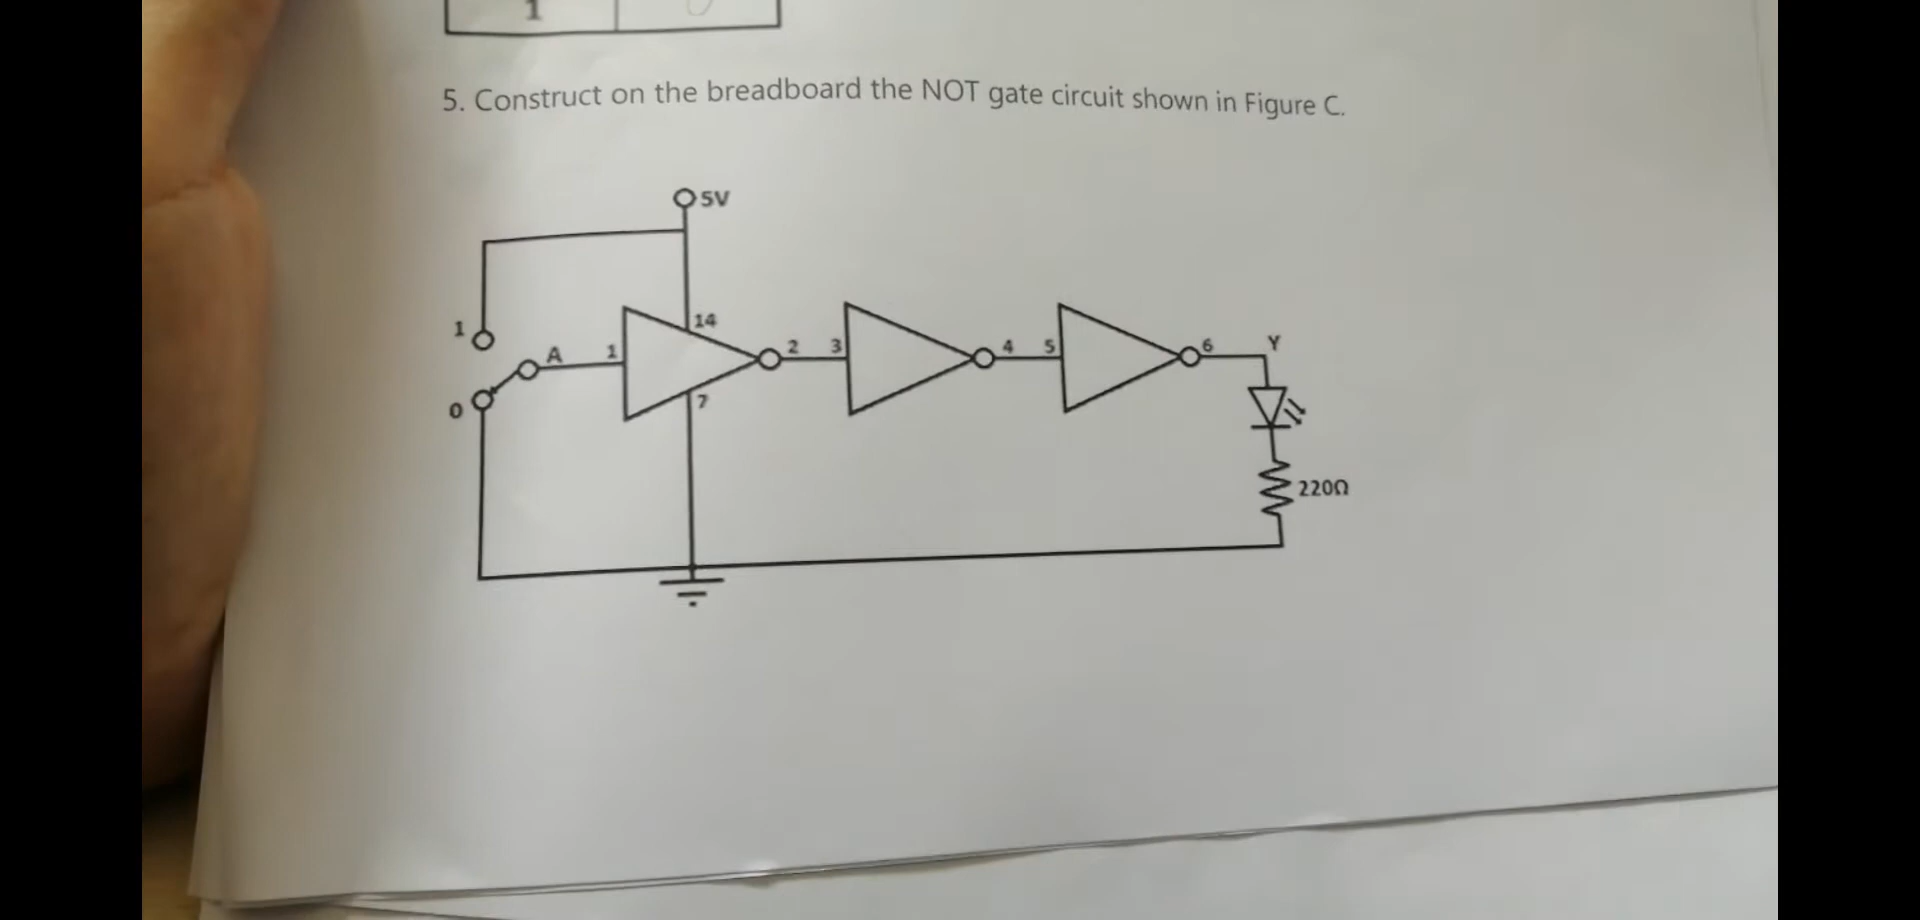 1
5. Construct on the breadboard the NOT gate circuit shown in Figure C.
5V
1
14
A
1
2
3
4
5
6
Y
0
7
220Ω